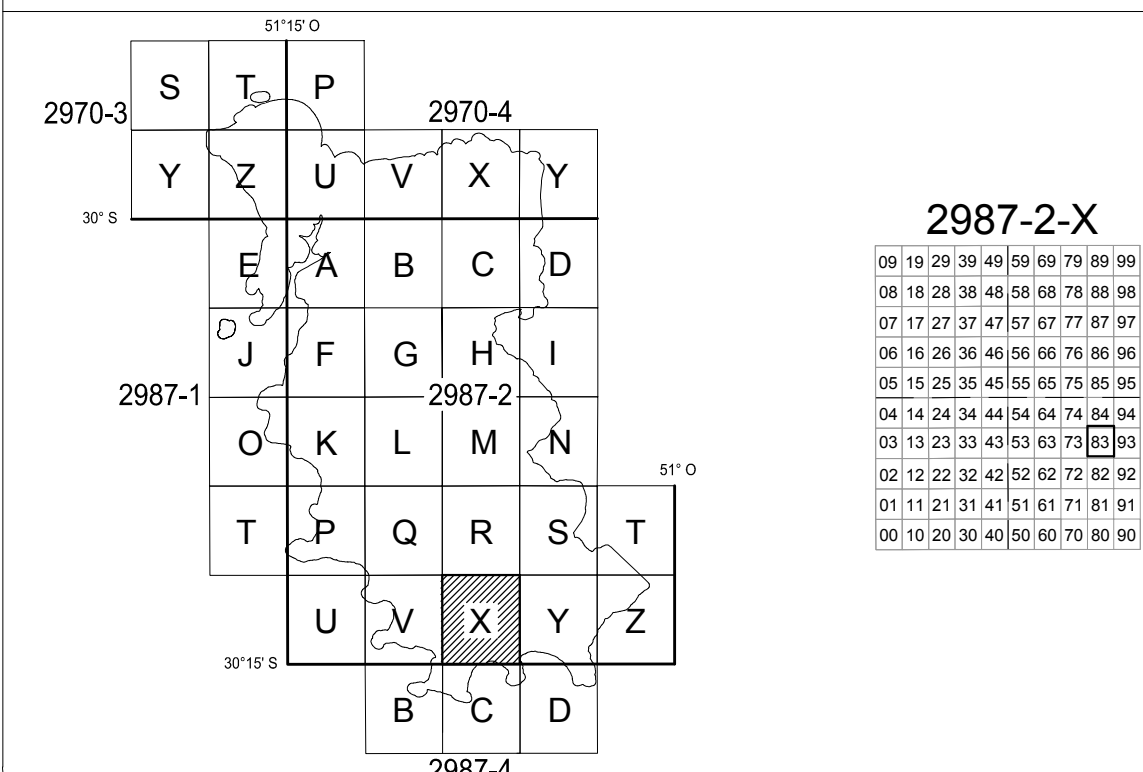 51°15' O
S T P
2970-3 2970-4
Y Z U V X Y
30° S
E A B C D
J F G H I
2987-1 2987-2
O K L M N
51° O
T P Q R S T
U V X Y Z
30°15' S
B C D
2987-4
2987-2-X
09 19 29 39 49 59 69 79 89 99
08 18 28 38 48 58 68 78 88 98
07 17 27 37 47 57 67 77 87 97
06 16 26 36 46 56 66 76 86 96
05 15 25 35 45 55 65 75 85 95
04 14 24 34 44 54 64 74 84 94
03 13 23 33 43 53 63 73 83 93
02 12 22 32 42 52 62 72 82 92
01 11 21 31 41 51 61 71 81 91
00 10 20 30 40 50 60 70 80 90